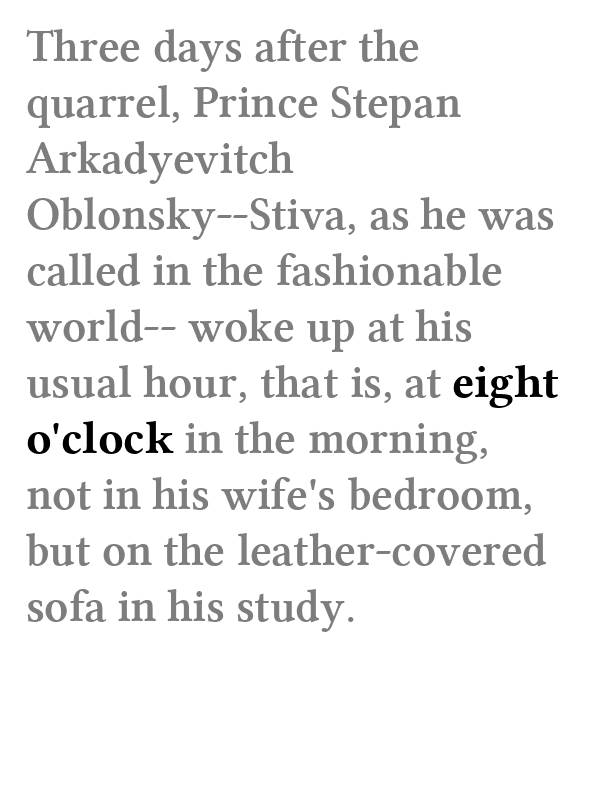 Three days after the
quarrel, Prince Stepan
Arkadyevitch
Oblonsky--Stiva, as he was
called in the fashionable
world-- woke up at his
usual hour, that is, at eight
o'clock in the morning,
not in his wife's bedroom,
but on the leather-covered
sofa in his study.